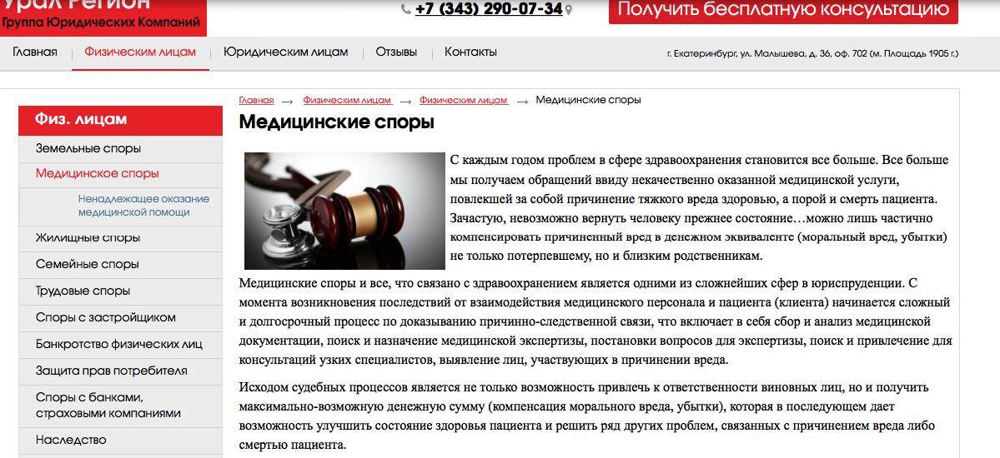 Урал Регион
Группа Юридических Компаний
+7 (343) 290-07-34
Получить бесплатную консультацию
Главная
Физическим лицам
Юридическим лицам
Отзывы
Контакты
г. Екатеринбург, ул. Малышева, д. 36, оф. 702 (м. Площадь 1905 г.)
Физ. лицам
Земельные споры
Медицинское споры
Ненадлежащее оказание
медицинской помощи
Жилищные споры
Семейные споры
Трудовые споры
Споры с застройщиком
Банкротство физических лиц
Защита прав потребителя
Споры с банками,
страховыми компаниями
Наследство
Главная → Физическим лицам → Физическим лицам → Медицинские споры
Медицинские споры
С каждым годом проблем в сфере здравоохранения становится все больше. Все больше
мы получаем обращений ввиду некачественно оказанной медицинской услуги,
повлекшей за собой причинение тяжкого вреда здоровью, а порой и смерть пациента.
Зачастую, невозможно вернуть человеку прежнее состояние…можно лишь частично
компенсировать причиненный вред в денежном эквиваленте (моральный вред, убытки)
не только потерпевшему, но и близким родственникам.
Медицинские споры и все, что связано с здравоохранением является одними из сложнейших сфер в юриспруденции. С
момента возникновения последствий от взаимодействия медицинского персонала и пациента (клиента) начинается сложный
и долгосрочный процесс по доказыванию причинно-следственной связи, что включает в себя сбор и анализ медицинской
документации, поиск и назначение медицинской экспертизы, постановки вопросов для экспертизы, поиск и привлечение для
консультаций узких специалистов, выявление лиц, участвующих в причинении вреда.
Исходом судебных процессов является не только возможность привлечь к ответственности виновных лиц, но и получить
максимально-возможную денежную сумму (компенсация морального вреда, убытки), которая в последующем дает
возможность улучшить состояние здоровья пациента и решить ряд других проблем, связанных с причинением вреда либо
смертью пациента.